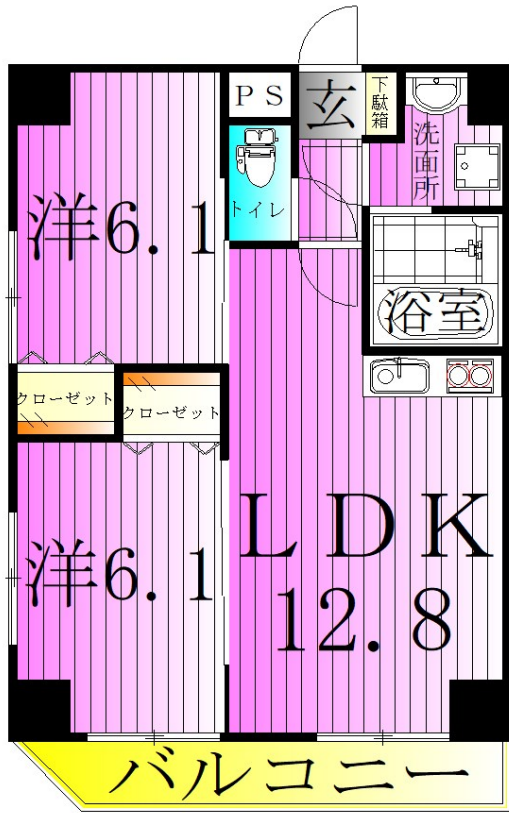 ＰＳ
玄
下駄箱
洗面所
トイレ
洋6.1
浴室
クローゼット
クローゼット
洋6.1
ＬＤＫ
12.8
バルコニー